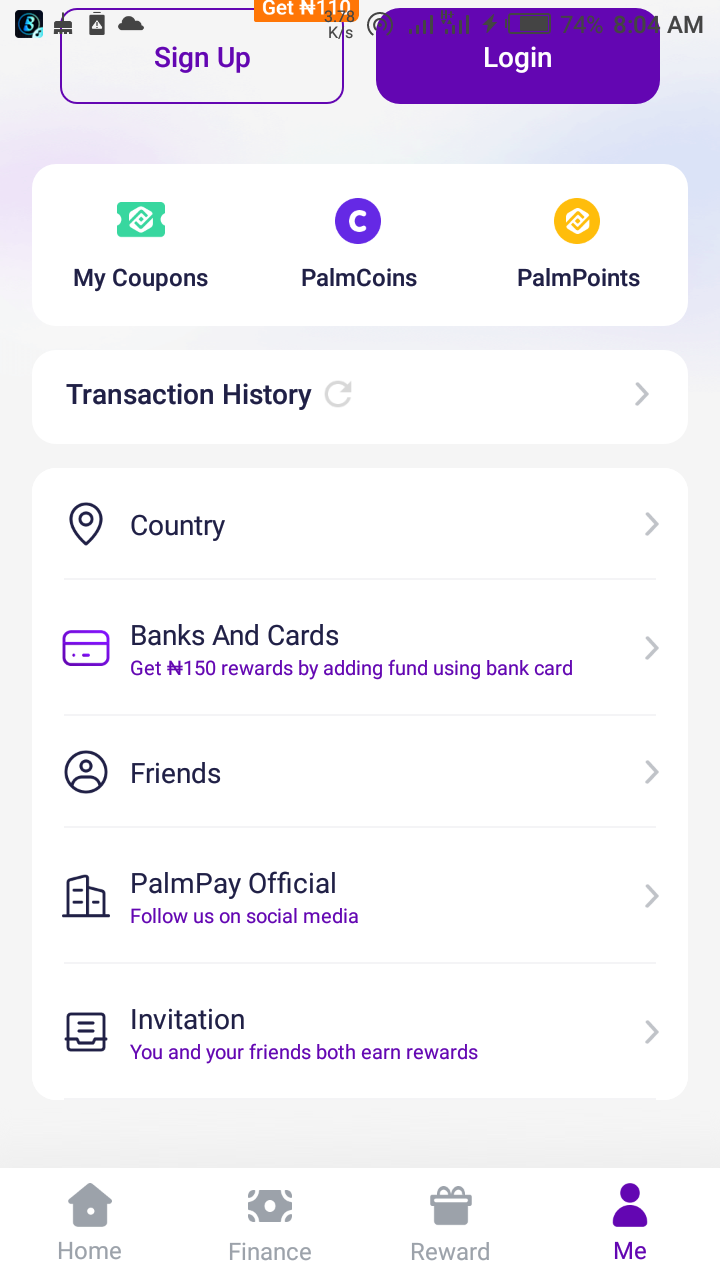 Get ₦110
3.78
K/s
74% 8:04 AM
Sign Up
Login
My Coupons
PalmCoins
PalmPoints
Transaction History
Country
Banks And Cards
Get ₦150 rewards by adding fund using bank card
Friends
PalmPay Official
Follow us on social media
Invitation
You and your friends both earn rewards
Home
Finance
Reward
Me